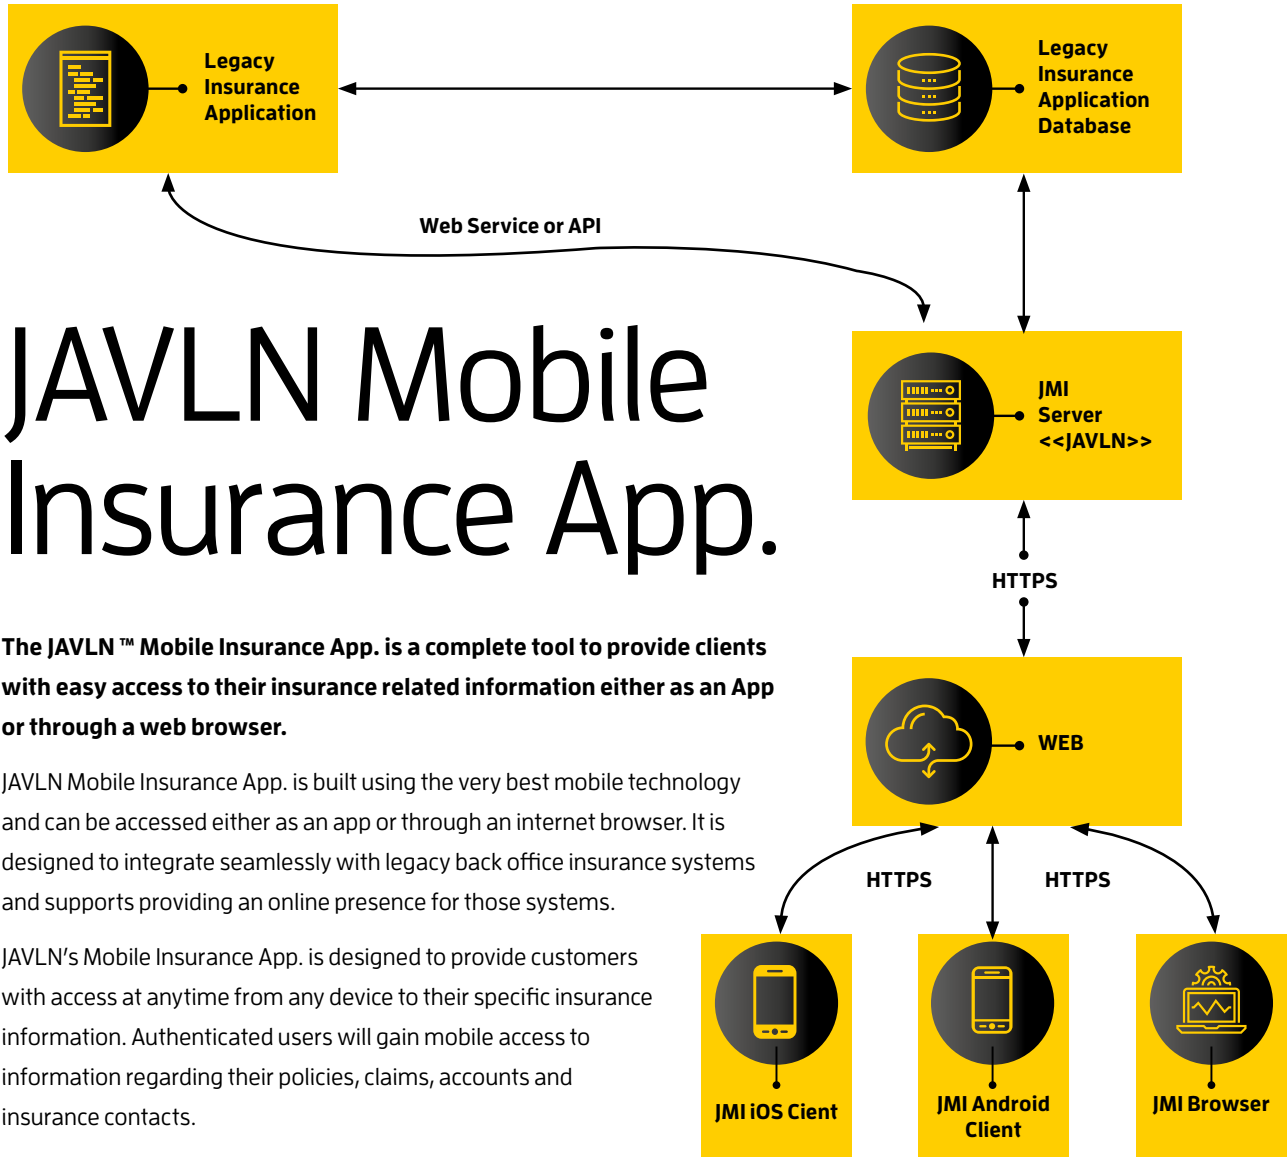 Legacy
Insurance
Application
Legacy
Insurance
Application
Database
Web Service or API
JAVLN Mobile
Insurance App.
JMI
Server
<<JAVLN>>
HTTPS
The JAVLN ™ Mobile Insurance App. is a complete tool to provide clients
with easy access to their insurance related information either as an App
or through a web browser.
WEB
JAVLN Mobile Insurance App. is built using the very best mobile technology
and can be accessed either as an app or through an internet browser. It is
designed to integrate seamlessly with legacy back office insurance systems
and supports providing an online presence for those systems.
HTTPS
HTTPS
JAVLN's Mobile Insurance App. is designed to provide customers
with access at anytime from any device to their specific insurance
information. Authenticated users will gain mobile access to
information regarding their policies, claims, accounts and
insurance contacts.
JMI iOS Cient
JMI Android
Client
JMI Browser